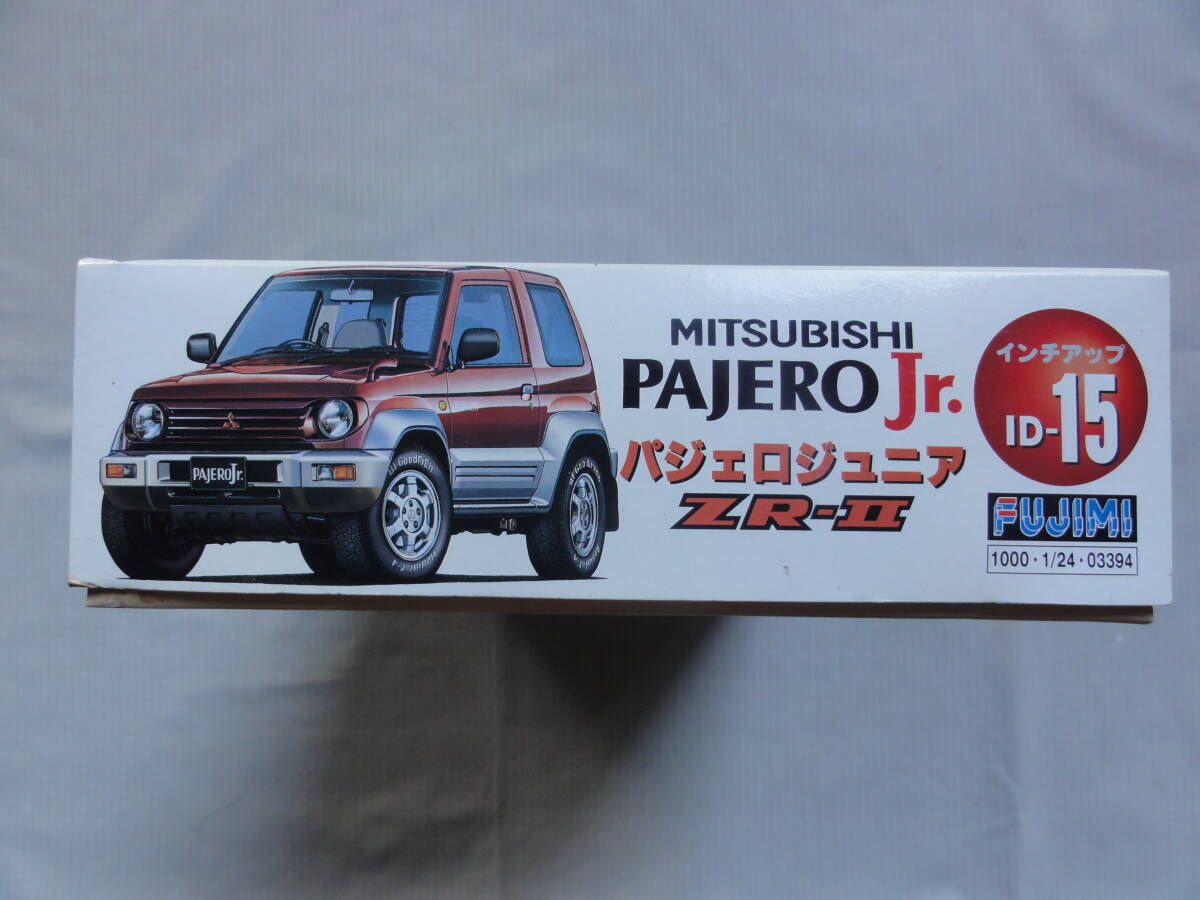 MITSUBISHI
PAJERO Jr.
パジェロジュニア
ZR-II
インチアップ
ID-15
FUJIMI
1000・1/24・03394
PAJERO Jr.